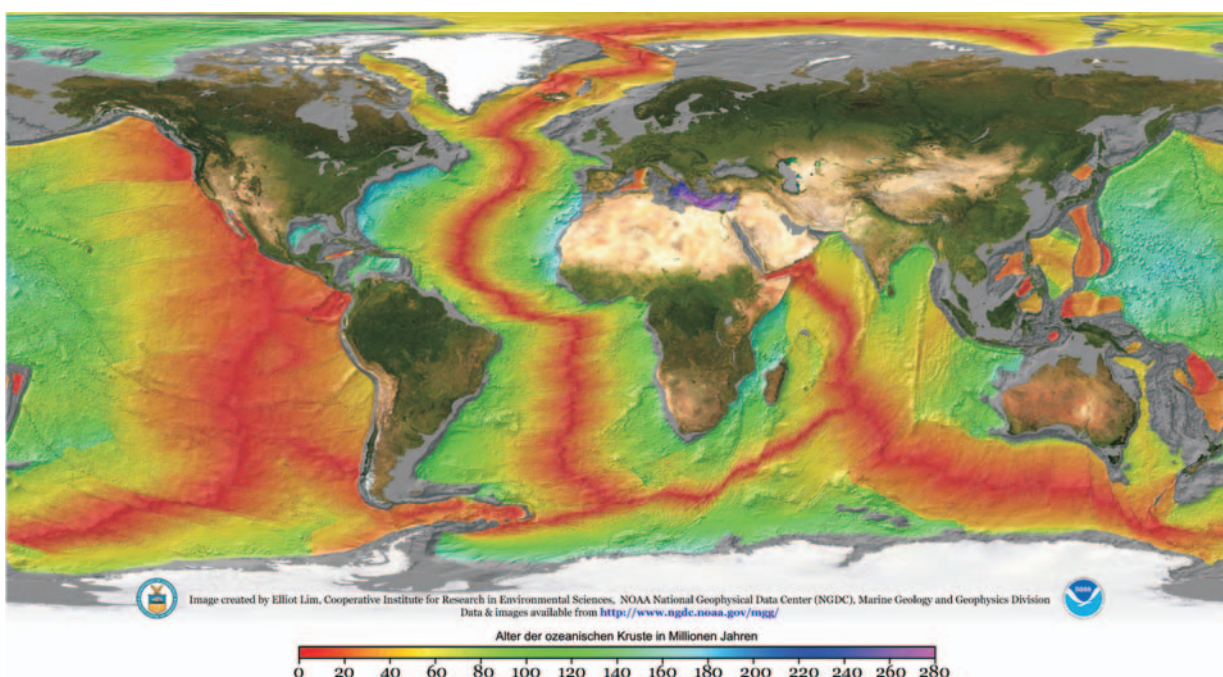 Image created by Elliot Lim, Cooperative Institute for Research in Environmental Sciences, NOAA National Geophysical Data Center (NGDC), Marine Geology and Geophysics Division
Data & images available from http://www.ngdc.noaa.gov/mgg/
noaa
Alter der ozeanischen Kruste in Millionen Jahren
0 20 40 60 80 100 120 140 160 180 200 220 240 260 280